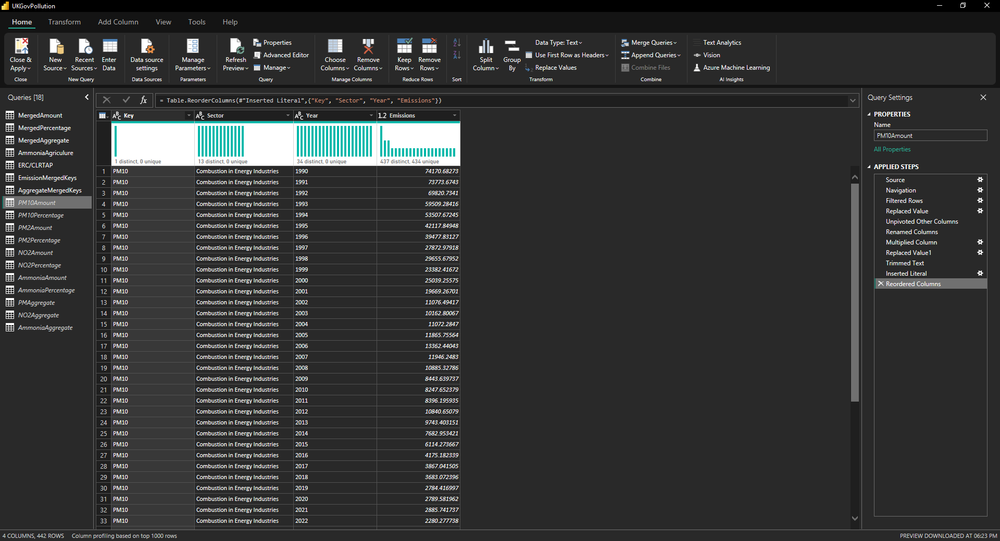 UKGovPollution
Home Transform Add Column View Tools Help
Close & Apply
Close
New Source
Recent Sources
Enter Data
New Query
Data source settings
Data Sources
Manage Parameters
Parameters
Refresh Preview
Properties
Advanced Editor
Manage
Query
Choose Columns
Remove Columns
Manage Columns
Keep Rows
Remove Rows
Reduce Rows
Sort
Split Column
Group By
Data Type: Text
Use First Row as Headers
Replace Values
Transform
Merge Queries
Append Queries
Combine Files
Combine
Text Analytics
Vision
Azure Machine Learning
AI Insights
Queries [18]
MergedAmount
MergedPercentage
MergedAggregate
AmmoniaAgriculure
ERC/CLRTAP
EmissionMergedKeys
AggregateMergedKeys
PM10Amount
PM10Percentage
PM2Amount
PM2Percentage
NO2Amount
NO2Percentage
AmmoniaAmount
AmmoniaPercentage
PMAggregate
NO2Aggregate
AmmoniaAggregate
fx = Table.ReorderColumns(#"Inserted Literal",{"Key", "Sector", "Year", "Emissions"})
ABC Key ABC Sector ABC Year 1.2 Emissions
1 distinct, 0 unique 13 distinct, 0 unique 34 distinct, 0 unique 437 distinct, 434 unique
1 PM10 Combustion in Energy Industries 1990 74170.68273
2 PM10 Combustion in Energy Industries 1991 73773.6743
3 PM10 Combustion in Energy Industries 1992 69820.7341
4 PM10 Combustion in Energy Industries 1993 59509.28416
5 PM10 Combustion in Energy Industries 1994 53507.67245
6 PM10 Combustion in Energy Industries 1995 42117.84948
7 PM10 Combustion in Energy Industries 1996 39477.83127
8 PM10 Combustion in Energy Industries 1997 27872.97918
9 PM10 Combustion in Energy Industries 1998 29655.67952
10 PM10 Combustion in Energy Industries 1999 23382.41672
11 PM10 Combustion in Energy Industries 2000 25039.25575
12 PM10 Combustion in Energy Industries 2001 19669.26701
13 PM10 Combustion in Energy Industries 2002 11076.49417
14 PM10 Combustion in Energy Industries 2003 10162.80067
15 PM10 Combustion in Energy Industries 2004 11072.2847
16 PM10 Combustion in Energy Industries 2005 11865.75564
17 PM10 Combustion in Energy Industries 2006 13362.44043
18 PM10 Combustion in Energy Industries 2007 11946.2483
19 PM10 Combustion in Energy Industries 2008 10885.32786
20 PM10 Combustion in Energy Industries 2009 8443.639737
21 PM10 Combustion in Energy Industries 2010 8247.652379
22 PM10 Combustion in Energy Industries 2011 8396.195935
23 PM10 Combustion in Energy Industries 2012 10840.65079
24 PM10 Combustion in Energy Industries 2013 9743.403151
25 PM10 Combustion in Energy Industries 2014 7682.953421
26 PM10 Combustion in Energy Industries 2015 6114.273667
27 PM10 Combustion in Energy Industries 2016 4175.182339
28 PM10 Combustion in Energy Industries 2017 3867.041505
29 PM10 Combustion in Energy Industries 2018 3683.072396
30 PM10 Combustion in Energy Industries 2019 2784.416997
31 PM10 Combustion in Energy Industries 2020 2789.581962
32 PM10 Combustion in Energy Industries 2021 2885.741737
33 PM10 Combustion in Energy Industries 2022 2280.277738
Query Settings
PROPERTIES
Name
PM10Amount
All Properties
APPLIED STEPS
Source
Navigation
Filtered Rows
Replaced Value
Unpivoted Other Columns
Renamed Columns
Multiplied Column
Replaced Value1
Trimmed Text
Inserted Literal
Reordered Columns
4 COLUMNS, 442 ROWS Column profiling based on top 1000 rows
PREVIEW DOWNLOADED AT 06:23 PM